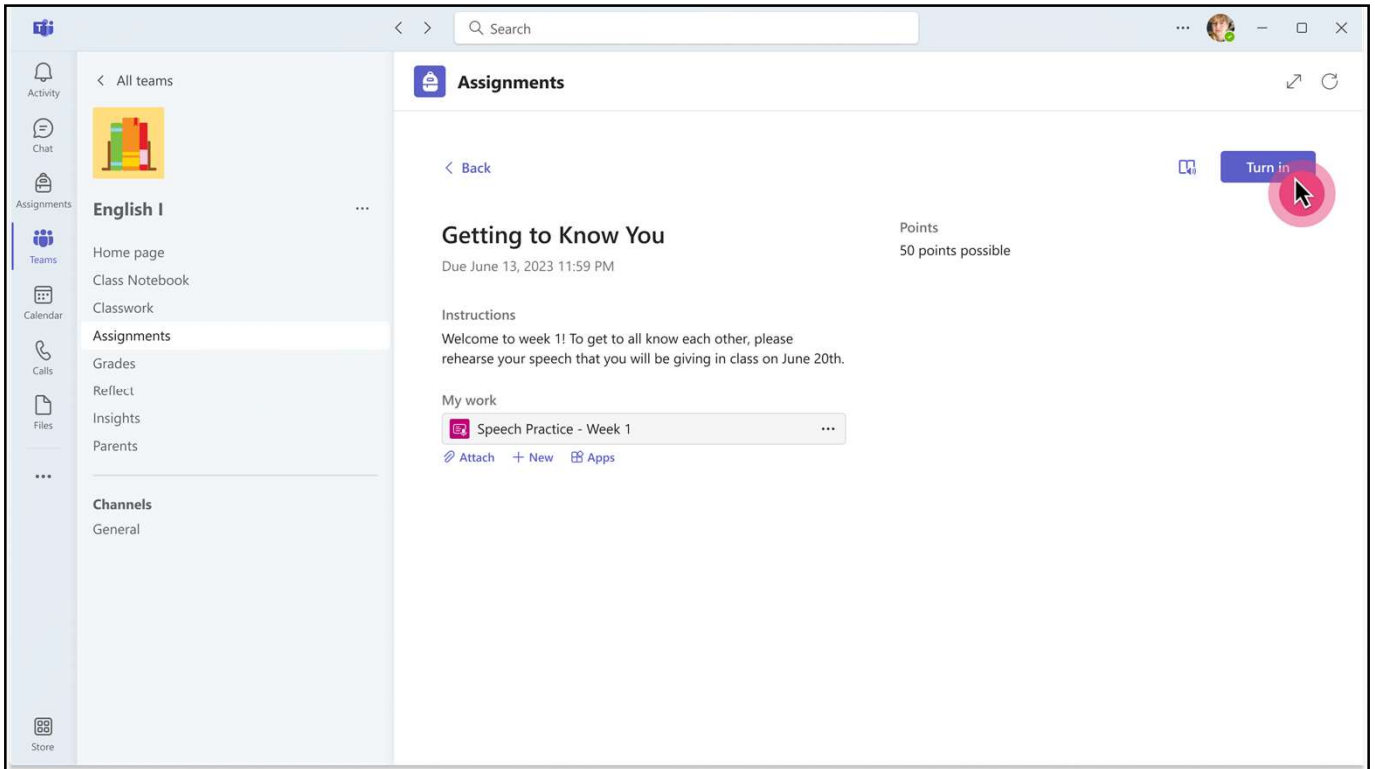 Search
Activity
Chat
Assignments
Teams
Calendar
Calls
Files
Store
All teams
English I
Home page
Class Notebook
Classwork
Assignments
Grades
Reflect
Insights
Parents
Channels
General
Assignments
Back
Turn in
Getting to Know You
Due June 13, 2023 11:59 PM
Points
50 points possible
Instructions
Welcome to week 1! To get to all know each other, please
rehearse your speech that you will be giving in class on June 20th.
My work
Speech Practice - Week 1
Attach
New
Apps